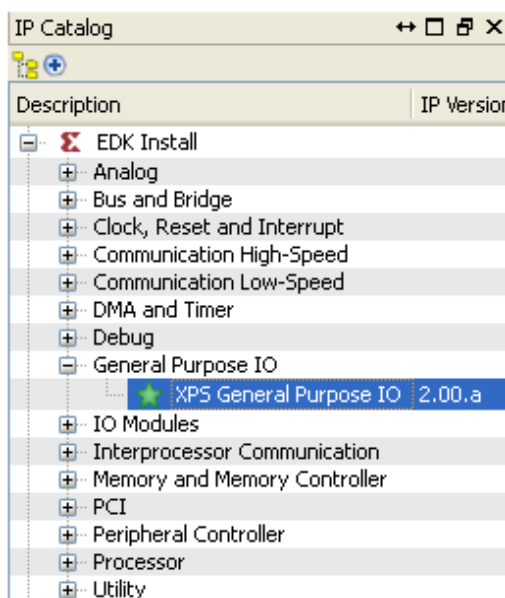 IP Catalog
Description IP Version
EDK Install
Analog
Bus and Bridge
Clock, Reset and Interrupt
Communication High-Speed
Communication Low-Speed
DMA and Timer
Debug
General Purpose IO
XPS General Purpose IO 2.00.a
IO Modules
Interprocessor Communication
Memory and Memory Controller
PCI
Peripheral Controller
Processor
Utility